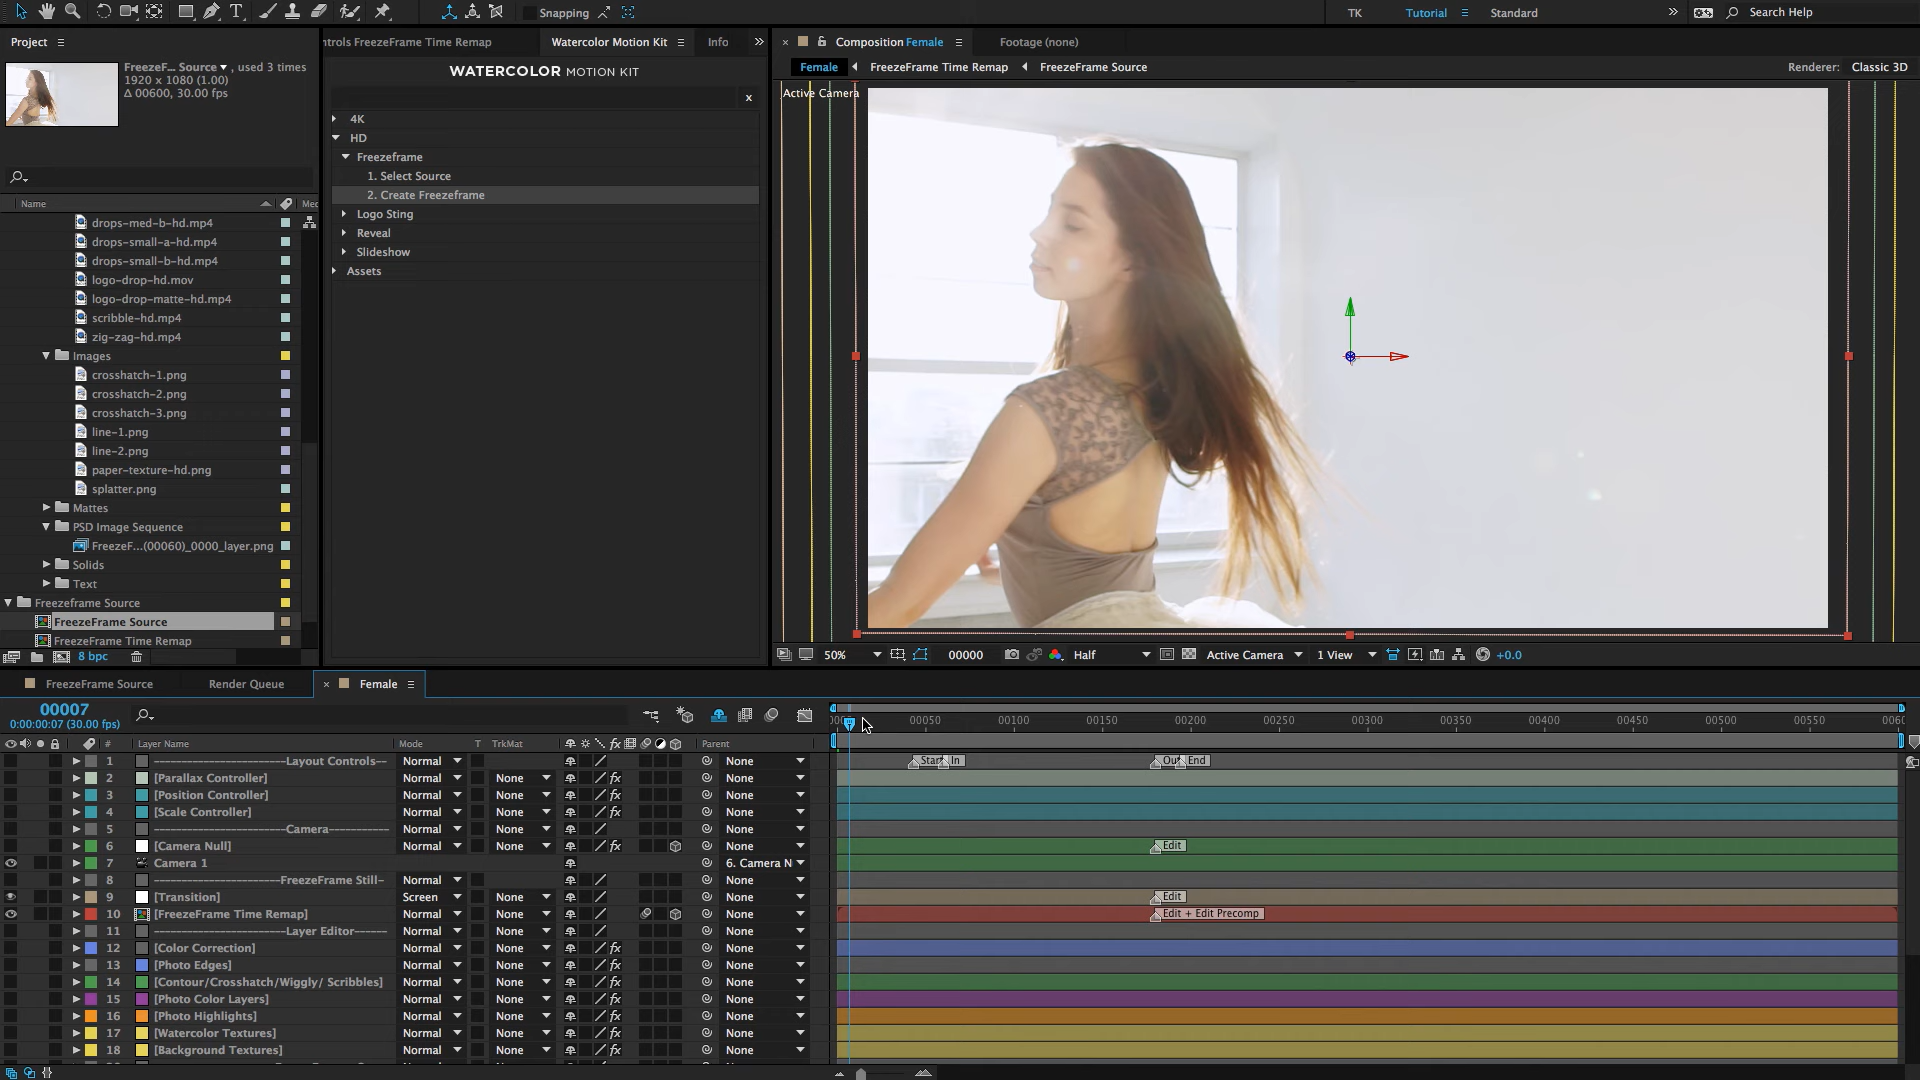 Snapping
TK
Tutorial
Standard
Search Help
Project
ntrols FreezeFrame Time Remap
Watercolor Motion Kit
Info
Composition Female
Footage (none)
FreezeF... Source , used 3 times
1920 x 1080 (1.00)
Δ 00600, 30.00 fps
WATERCOLOR MOTION KIT
Female
FreezeFrame Time Remap
FreezeFrame Source
Renderer:
Classic 3D
Active Camera
x
4K
HD
Freezeframe
1. Select Source
2. Create Freezeframe
Logo Sting
Reveal
Slideshow
Assets
Name
Mec
drops-med-b-hd.mp4
drops-small-a-hd.mp4
drops-small-b-hd.mp4
logo-drop-hd.mov
logo-drop-matte-hd.mp4
scribble-hd.mp4
zig-zag-hd.mp4
Images
crosshatch-1.png
crosshatch-2.png
crosshatch-3.png
line-1.png
line-2.png
paper-texture-hd.png
splatter.png
Mattes
PSD Image Sequence
FreezeF...(00060)_0000_layer.png
Solids
Text
Freezeframe Source
FreezeFrame Source
FreezeFrame Time Remap
8 bpc
50%
00000
Half
Active Camera
1 View
+0.0
FreezeFrame Source
Render Queue
Female
00007
0:00:00:07 (30.00 fps)
00050 00100 00150 00200 00250 00300 00350 00400 00450 00500 00550
# Layer Name Mode T TrkMat Parent
1 ------------------------Layout Controls-- Normal None Start In Out End
2 [Parallax Controller] Normal None fx None
3 [Position Controller] Normal None fx None
4 [Scale Controller] Normal None fx None
5 ------------------------Camera----------- Normal None None
6 [Camera Null] Normal None fx None Edit
7 Camera 1 6. Camera N
8 -----------------------FreezeFrame Still- Normal None None
9 [Transition] Screen None None Edit
10 [FreezeFrame Time Remap] Normal None None Edit + Edit Precomp
11 ------------------------Layer Editor------ Normal None None
12 [Color Correction] Normal None fx None
13 [Photo Edges] Normal None fx None
14 [Contour/Crosshatch/Wiggly/ Scribbles] Normal None fx None
15 [Photo Color Layers] Normal None fx None
16 [Photo Highlights] Normal None fx None
17 [Watercolor Textures] Normal None fx None
18 [Background Textures] Normal None fx None